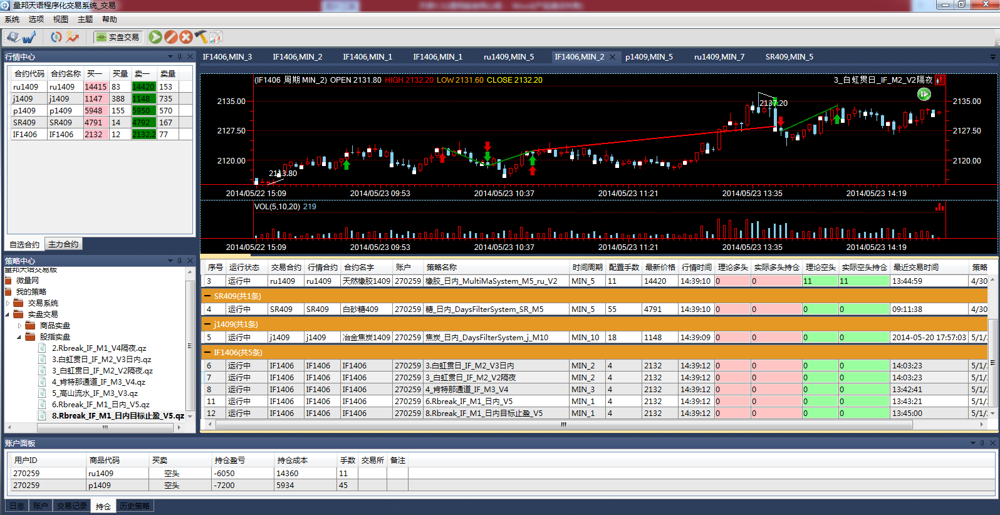 量邦天语程序化交易系统_交易
系统 选项 视图 主题 帮助
实盘交易
行情中心
合约代码 合约名称 买一 买量 卖一 卖量
ru1409 ru1409 14415 83 14420 153
j1409 j1409 1147 388 1148 735
p1409 p1409 5948 155 5950 570
SR409 SR409 4791 14 4792 167
IF1406 IF1406 2132 12 2132.2 77
自选合约 主力合约
策略中心
量邦天语交易版
微量网
我的策略
交易系统
实盘交易
商品实盘
股指实盘
2.Rbreak_IF_M1_V4隔夜.qz
3.白虹贯日_IF_M2_V3日内.qz
3_白虹贯日_IF_M2_V2隔夜.qz
4_肯特那通道_IF_M3_V4.qz
5_高山流水_IF_M3_V3.qz
6.Rbreak_IF_M1_日内_V5.qz
8.Rbreak_IF_M1_日内目标止盈_V5.qz
IF1406,MIN_3 IF1406,MIN_2 IF1406,MIN_1 IF1406,MIN_1 ru1409,MIN_5 IF1406,MIN_2 p1409,MIN_5 ru1409,MIN_7 SR409,MIN_5
(IF1406 周期 MIN_2) OPEN 2131.80 HIGH 2132.20 LOW 2131.60 CLOSE 2132.20
3_白虹贯日_IF_M2_V2隔夜
2135.00 2137.20 2135.00
2127.50 2127.50
2120.00 2120.00
2113.80
2014/05/22 15:09 2014/05/23 09:53 2014/05/23 10:37 2014/05/23 11:21 2014/05/23 13:35 2014/05/23 14:19
VOL(5,10,20) 219
2014/05/22 15:09 2014/05/23 09:53 2014/05/23 10:37 2014/05/23 11:21 2014/05/23 13:35 2014/05/23 14:19
序号 运行状态 交易合约 行情合约 合约名字 账户 策略名称 时间周期 配置手数 最新价格 行情时间 理论多头 实际多头持仓 理论空头 实际空头持仓 最近交易时间 策略
3 运行中 ru1409 ru1409 天然橡胶1409 270259 橡胶_日内_MultiMaSystem_M5_ru_V2 MIN_5 11 14420 14:39:10 0 0 11 11 13:44:59 4/30
SR409(共1条)
4 运行中 SR409 SR409 白砂糖409 270259 糖_日内_DaysFilterSystem_SR_M5 MIN_5 55 4791 14:39:10 0 0 0 0 09:11:38 4/30
j1409(共1条)
5 运行中 j1409 j1409 冶金焦炭1409 270259 焦炭_日内_DaysFilterSystem_j_M10 MIN_10 18 1148 14:39:09 0 0 0 0 2014-05-20 17:57:03 5/1/
IF1406(共5条)
6 运行中 IF1406 IF1406 IF1406 270259 3.白虹贯日_IF_M2_V3日内 MIN_2 4 2132 14:39:12 0 0 0 0 14:03:23 5/1/
7 运行中 IF1406 IF1406 IF1406 270259 3_白虹贯日_IF_M2_V2隔夜 MIN_2 4 2132 14:39:12 0 0 0 0 14:03:23 5/1/
8 运行中 IF1406 IF1406 IF1406 270259 4_肯特那通道_IF_M3_V4 MIN_3 4 2132 14:39:12 0 0 0 0 13:42:41 5/1/
11 运行中 IF1406 IF1406 IF1406 270259 6.Rbreak_IF_M1_日内_V5 MIN_1 4 2132 14:39:12 0 0 0 0 13:43:21 5/1/
12 运行中 IF1406 IF1406 IF1406 270259 8.Rbreak_IF_M1_日内目标止盈_V5 MIN_1 4 2132 14:39:12 0 0 0 0 13:45:00 5/1/
账户面板
用户ID 商品代码 买卖 持仓盈亏 持仓成本 手数 交易所 备注
270259 ru1409 空头 -6050 14360 11
270259 p1409 空头 -7200 5934 45
日志 账户 交易记录 持仓 历史策略